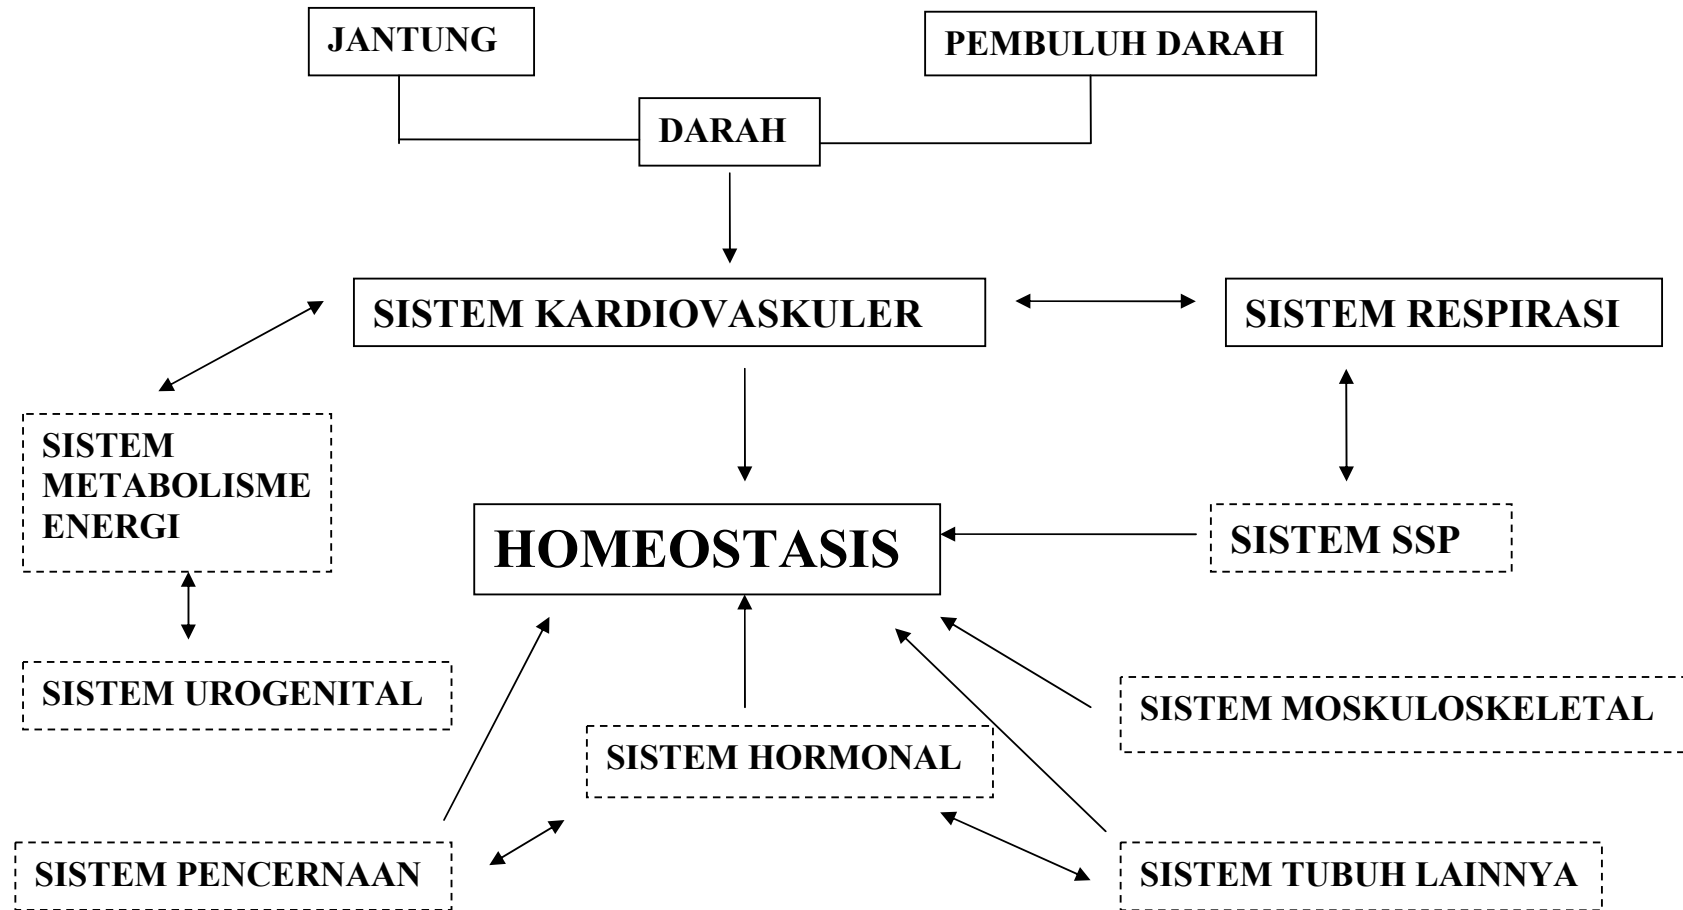 JANTUNG
PEMBULUH DARAH
DARAH
SISTEM KARDIOVASKULER
SISTEM RESPIRASI
SISTEM
METABOLISME
ENERGI
HOMEOSTASIS
SISTEM SSP
SISTEM UROGENITAL
SISTEM MOSKULOSKELETAL
SISTEM HORMONAL
SISTEM PENCERNAAN
SISTEM TUBUH LAINNYA